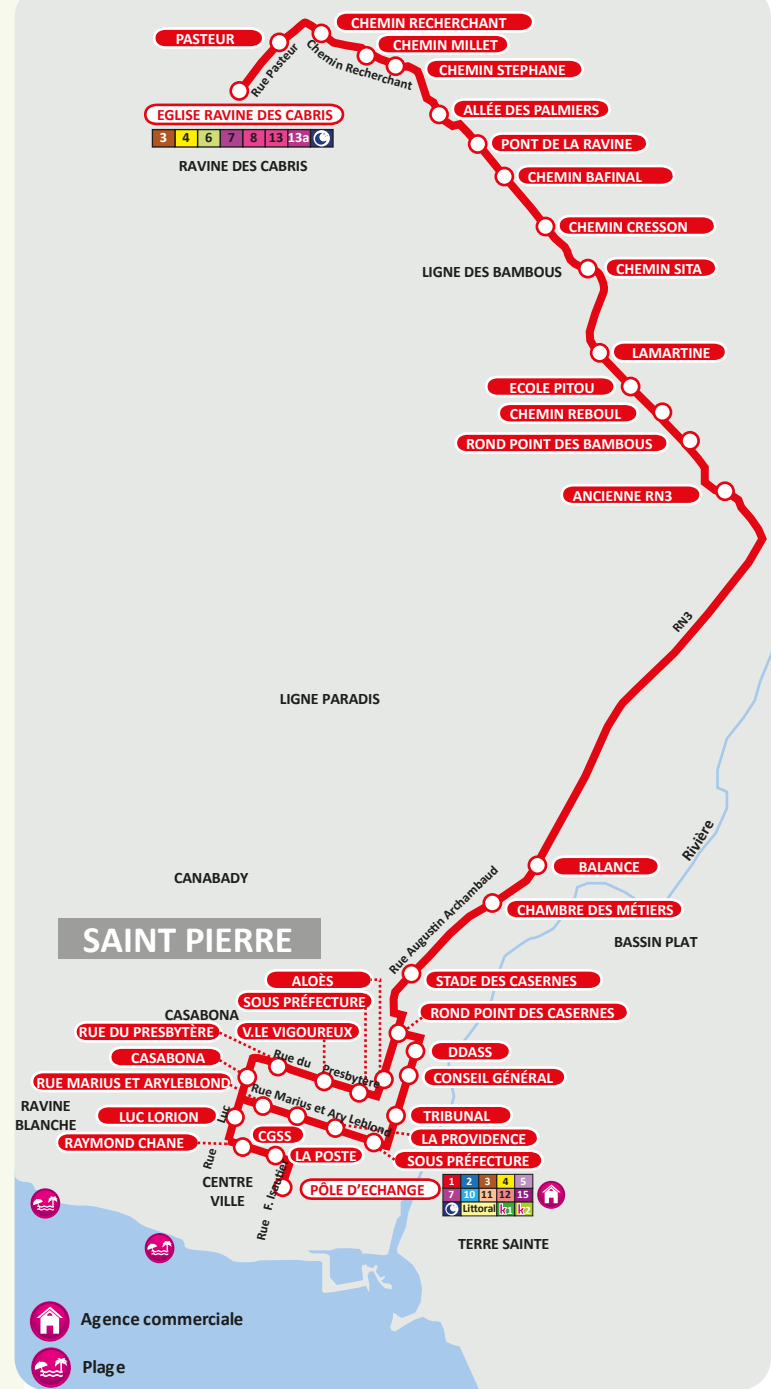 CHEMIN RECHERCHANT
PASTEUR
CHEMIN MILLET
Rue Pasteur
Chemin Recherchant
CHEMIN STEPHANE
EGLISE RAVINE DES CABRIS
3 4 6 7 8 13 13a
RAVINE DES CABRIS
ALLÉE DES PALMIERS
PONT DE LA RAVINE
CHEMIN BAFINAL
CHEMIN CRESSON
LIGNE DES BAMBOUS
CHEMIN SITA
LAMARTINE
ECOLE PITOU
CHEMIN REBOUL
ROND POINT DES BAMBOUS
ANCIENNE RN3
RN3
LIGNE PARADIS
Rivière
BALANCE
CANABADY
Rue Augustin Archambaud
CHAMBRE DES MÉTIERS
SAINT PIERRE
BASSIN PLAT
ALOÈS
STADE DES CASERNES
SOUS PRÉFECTURE
CASABONA
ROND POINT DES CASERNES
RUE DU PRESBYTÈRE
V.LE VIGOUREUX
DDASS
CASABONA
Rue du Presbytère
CONSEIL GÉNÉRAL
RUE MARIUS ET ARYLEBLOND
Rue Marius et Ary Leblond
RAVINE
BLANCHE
LUC LORION
Rue Luc
TRIBUNAL
CGSS
LA PROVIDENCE
RAYMOND CHANE
LA POSTE
SOUS PRÉFECTURE
CENTRE
VILLE
Rue F. Isautier
PÔLE D'ECHANGE
1 2 3 4 5
7 10 11 12 15
Littoral k1 k2
TERRE SAINTE
Agence commerciale
Plage